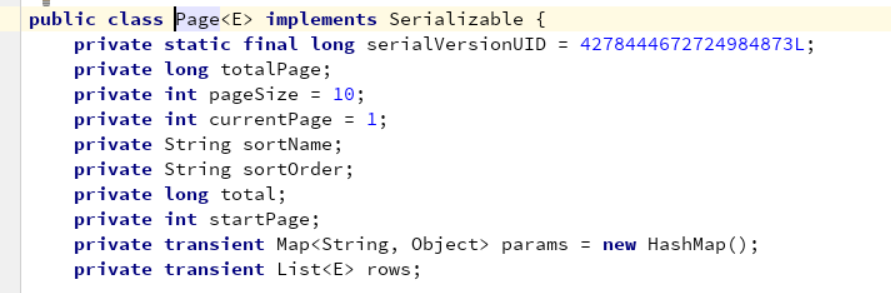 public class Page<E> implements Serializable {
    private static final long serialVersionUID = 4278444672724984873L;
    private long totalPage;
    private int pageSize = 10;
    private int currentPage = 1;
    private String sortName;
    private String sortOrder;
    private long total;
    private int startPage;
    private transient Map<String, Object> params = new HashMap();
    private transient List<E> rows;